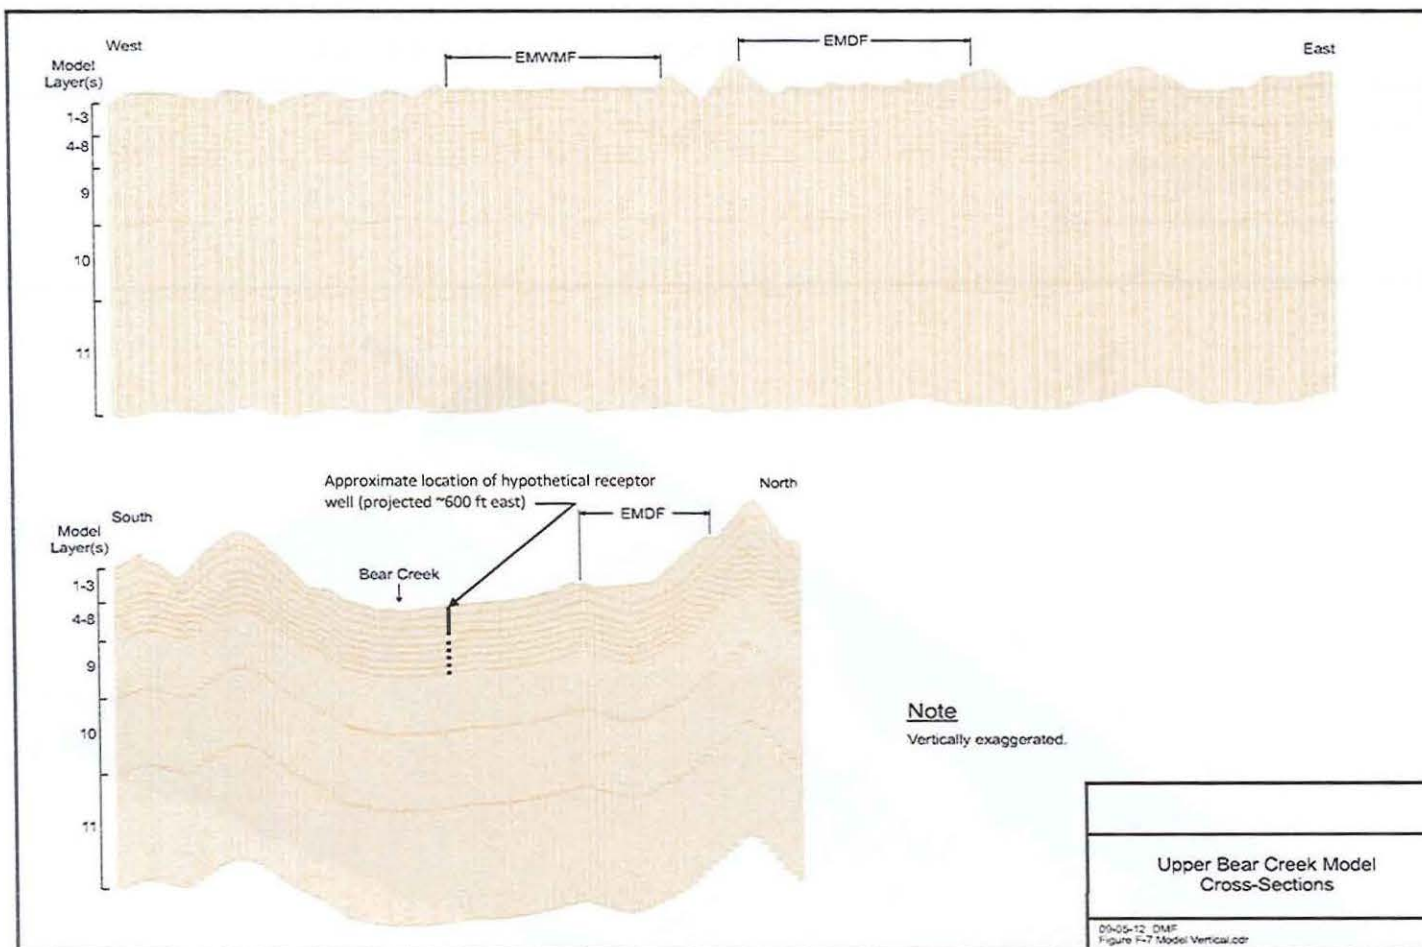 West
EMWMF
EMDF
East
Model
Layer(s)
1-3
4-8
9
10
11
Approximate location of hypothetical receptor
well (projected ~600 ft east)
North
South
EMDF
Model
Layer(s)
Bear Creek
1-3
4-8
9
10
11
Note
Vertically exaggerated.
Upper Bear Creek Model
Cross-Sections
09-05-12 DMF
Figure F-7 Model Vertical.cdr